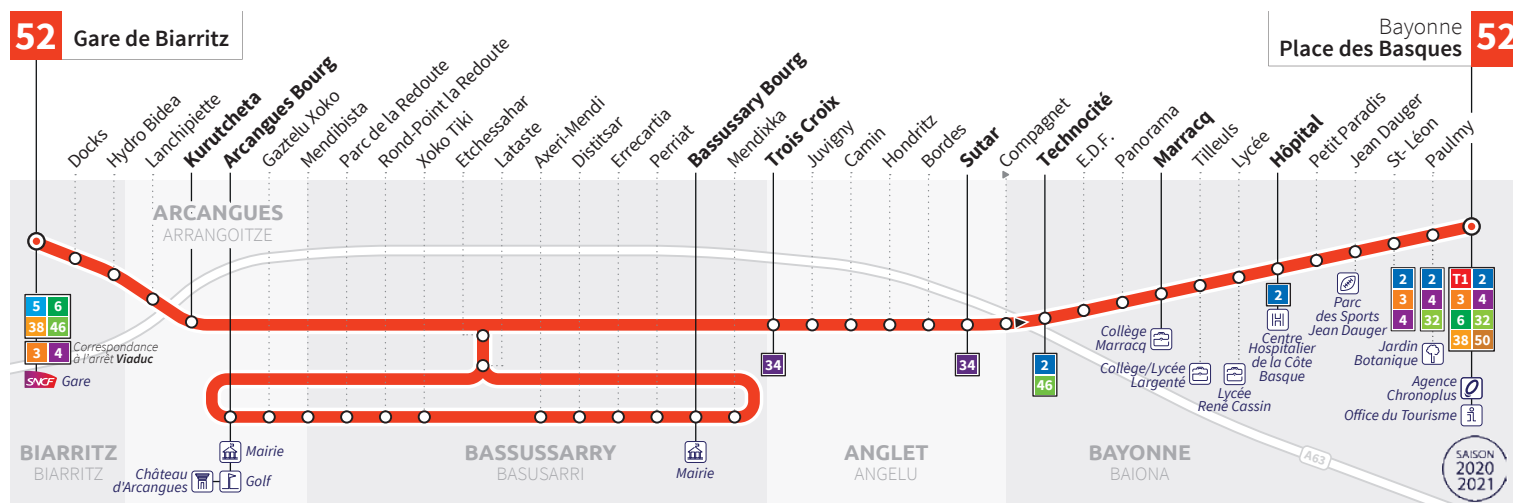 52 Gare de Biarritz
Bayonne
Place des Basques 52
Docks
Hydro Bidea
Lanchipiette
Kurutcheta
Arcangues Bourg
Gaztelu Xoko
Mendibista
Parc de la Redoute
Rond-Point la Redoute
Xoko Tiki
Etchessahar
Lataste
Axeri-Mendi
Distitsar
Errecartia
Perriat
Bassussary Bourg
Mendixka
Trois Croix
Juvigny
Camin
Hondritz
Bordes
Sutar
Compagnet
Technocité
E.D.F.
Panorama
Marracq
Tilleuls
Lycée
Hôpital
Petit Paradis
Jean Dauger
St- Léon
Paulmy
ARCANGUES
ARRANGOITZE
5 6
38 46
3 4
Correspondance
à l'arrêt Viaduc
SNCF Gare
34
34
2
46
Collège
Marracq
Collège/Lycée
Largenté
Lycée
René Cassin
2
Centre
Hospitalier
de la Côte
Basque
Parc
des Sports
Jean Dauger
2
3
4
2
4
32
Jardin
Botanique
T1 2
3 4
6 32
38 50
Agence
Chronoplus
Office du Tourisme
BIARRITZ
BIARRITZ
Mairie
Château
d'Arcangues
Golf
BASSUSSARRY
BASUSARRI
Mairie
ANGLET
ANGELU
BAYONNE
BAIONA
A63
SAISON
2020
2021